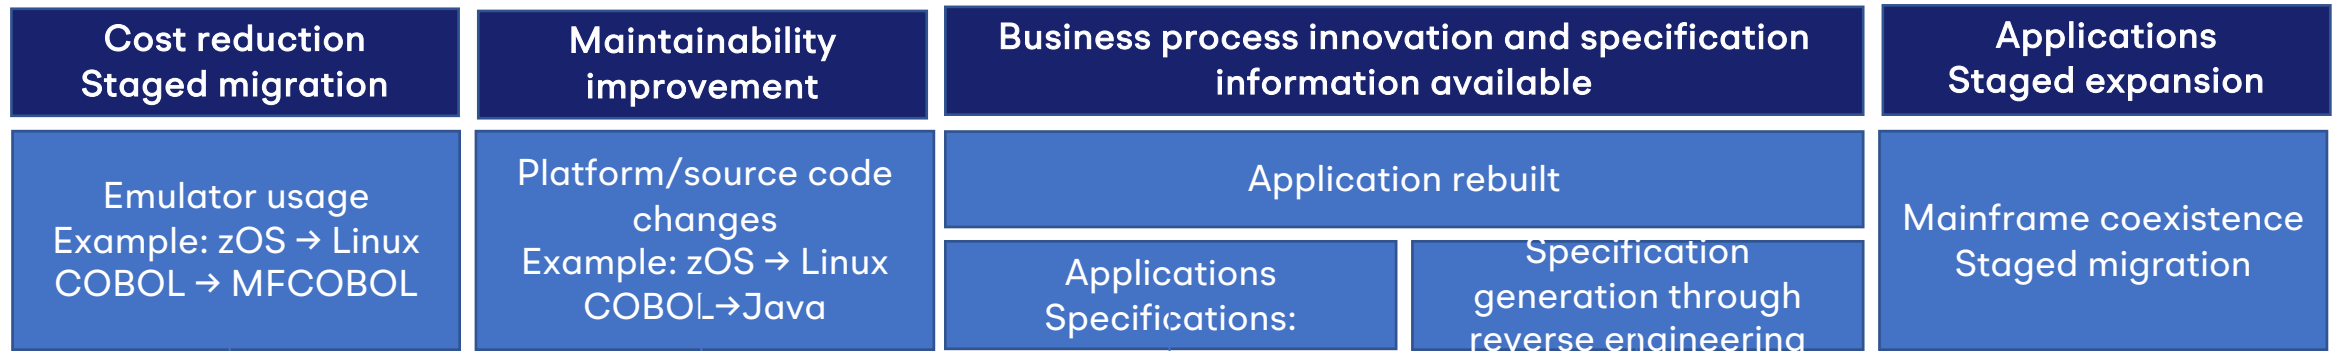 Cost reduction
Staged migration
Maintainability
improvement
Business process innovation and specification
information available
Applications
Staged expansion
Emulator usage
Example: zOS → Linux
COBOL → MFCOBOL
Platform/source code
changes
Example: zOS → Linux
COBOL→Java
Application rebuilt
Applications
Specifications:
Specification
generation through
reverse engineering
Mainframe coexistence
Staged migration